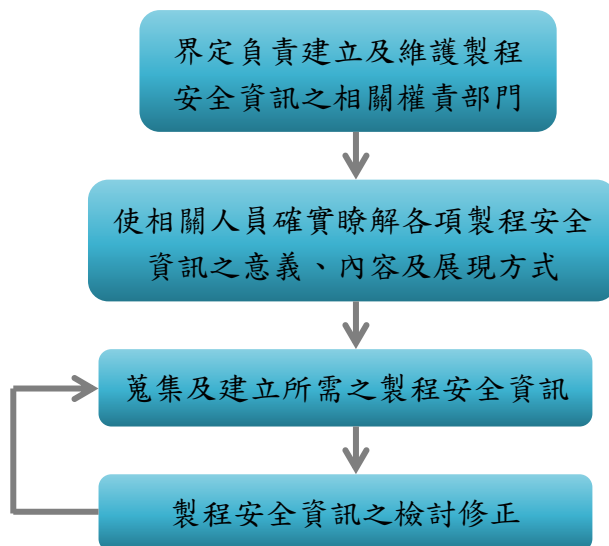 界定負責建立及維護製程
安全資訊之相關權責部門
使相關人員確實瞭解各項製程安全
資訊之意義、內容及展現方式
蒐集及建立所需之製程安全資訊
製程安全資訊之檢討修正